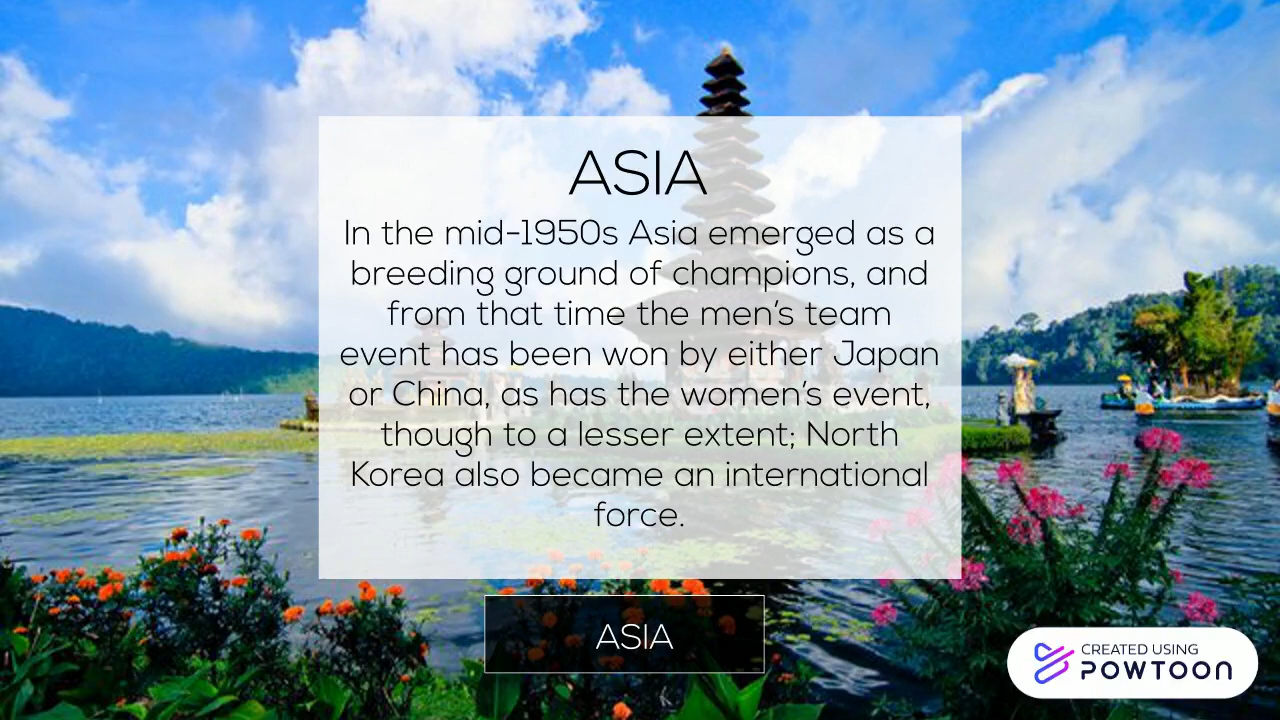 ASIA
In the mid-1950s Asia emerged as a
breeding ground of champions, and
from that time the men's team
event has been won by either Japan
or China, as has the women's event,
though to a lesser extent; North
Korea also became an international
force.
ASIA
CREATED USING
POWTOON